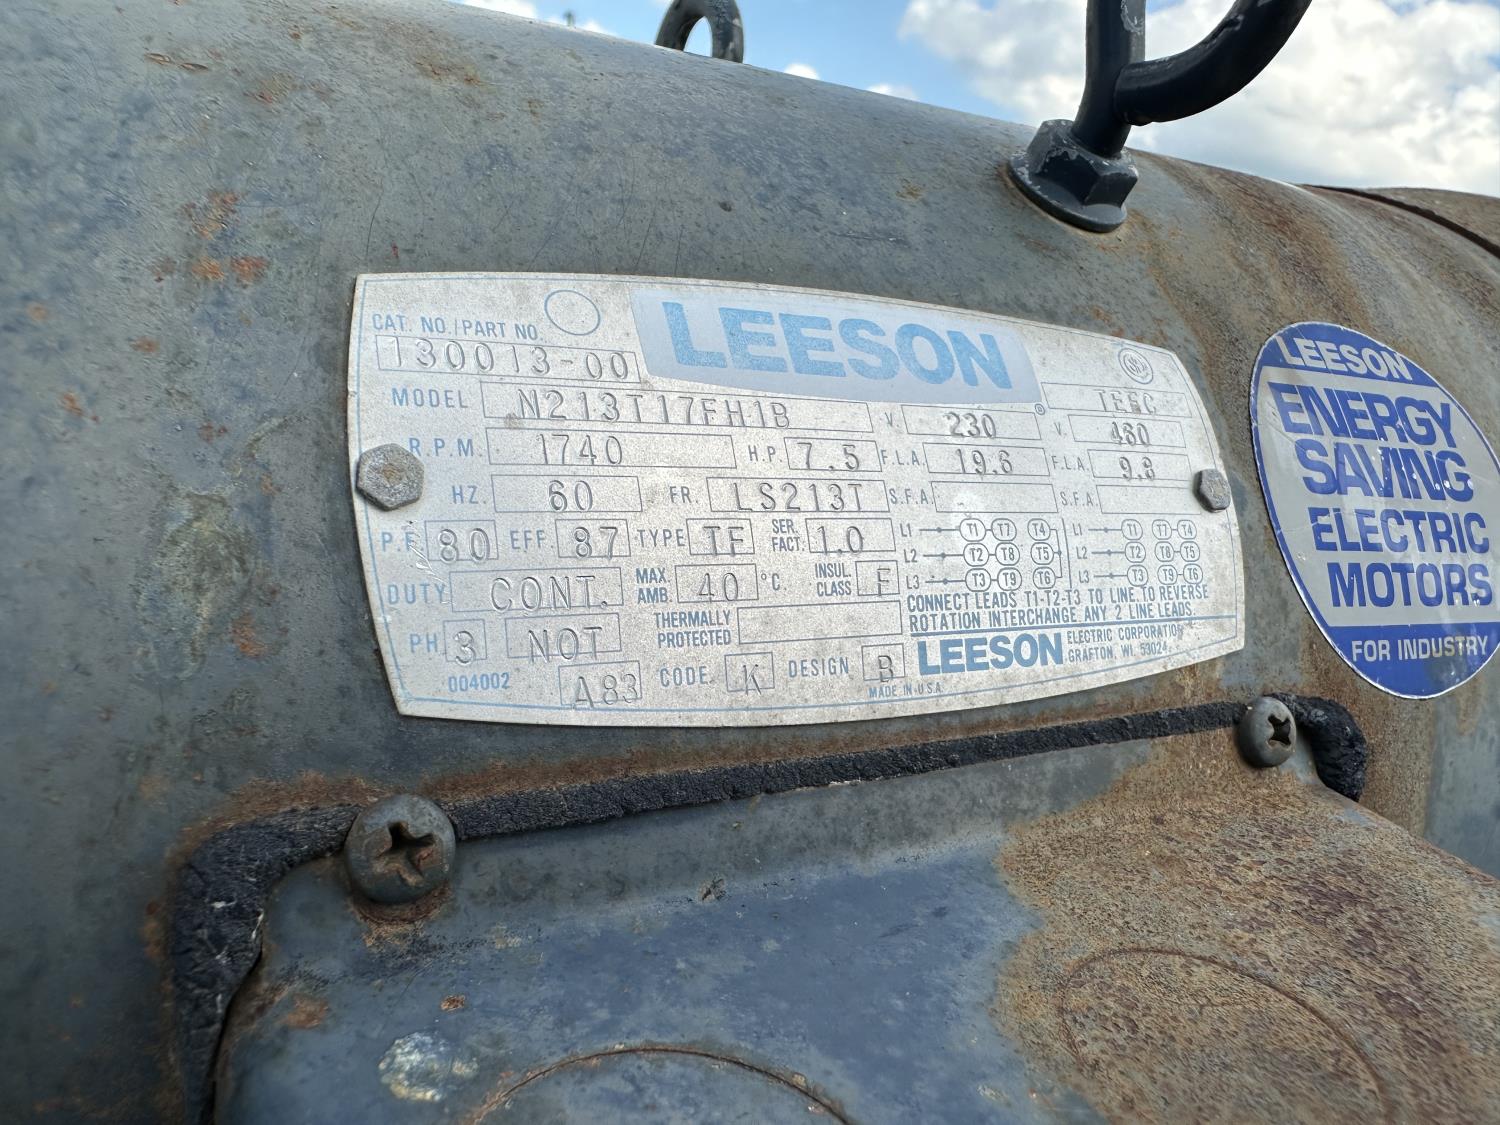 CAT. NO./PART NO.
LEESON
®
130013-00
MODEL N213T17FH1B V. 230 V. 460
R.P.M. 1740 H.P. 7.5 F.L.A. 19.6 F.L.A. 9.8
HZ. 60 FR. LS213T S.F.A. S.F.A.
P.F. 80 EFF. 87 TYPE TF SER. FACT. 1.0
L1 T1 T7 T4 L1 T1 T7 T4
L2 T2 T8 T5 L2 T2 T8 T5
L3 T3 T9 T6 L3 T3 T9 T6
DUTY CONT. MAX. AMB. 40 °C. INSUL CLASS F
CONNECT LEADS T1-T2-T3 TO LINE TO REVERSE
ROTATION INTERCHANGE ANY 2 LINE LEADS.
PH 3 NOT THERMALLY PROTECTED
LEESON ELECTRIC CORPORATION
GRAFTON, WI. 53024
004002 A83 CODE. K DESIGN B
MADE IN U.S.A.
LEESON
ENERGY
SAVING
ELECTRIC
MOTORS
FOR INDUSTRY